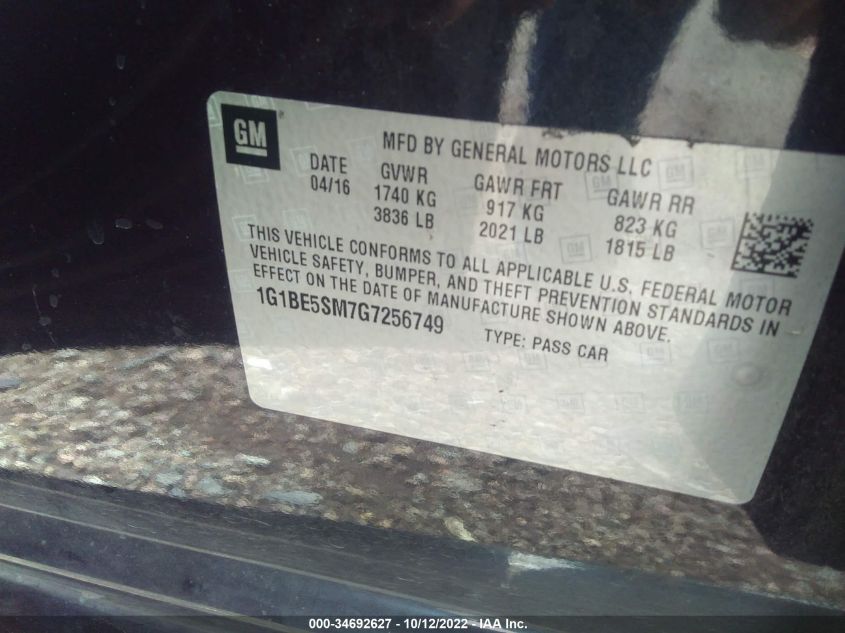 GM
MFD BY GENERAL MOTORS LLC
DATE GVWR GAWR FRT GAWR RR
04/16 1740 KG 917 KG 823 KG
3836 LB 2021 LB 1815 LB
THIS VEHICLE CONFORMS TO ALL APPLICABLE U.S. FEDERAL MOTOR
VEHICLE SAFETY, BUMPER, AND THEFT PREVENTION STANDARDS IN
EFFECT ON THE DATE OF MANUFACTURE SHOWN ABOVE.
1G1BE5SM7G7256749 TYPE: PASS CAR
000-34692627 - 10/12/2022 - IAA Inc.